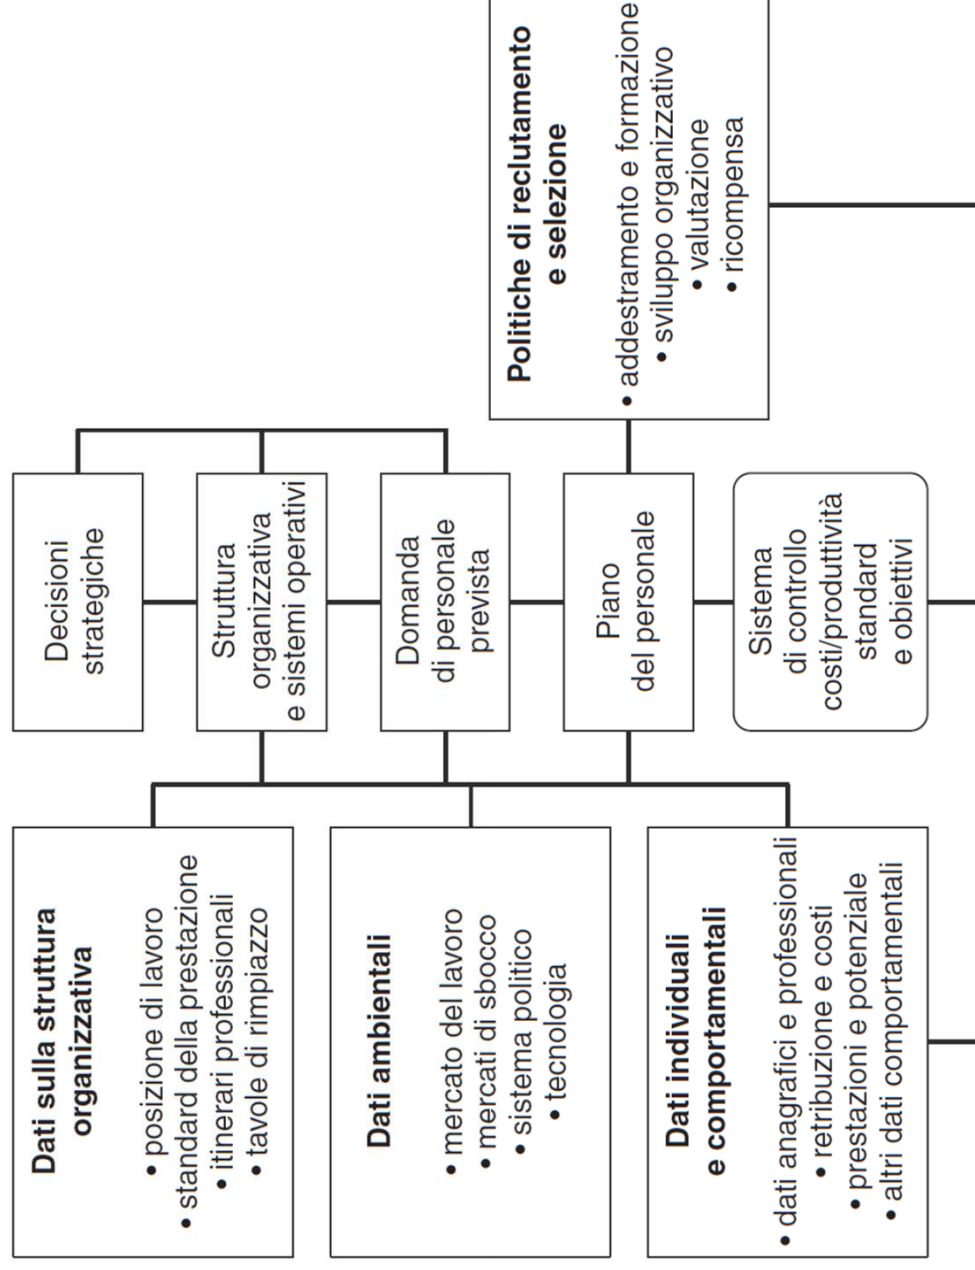 Dati sulla struttura
organizzativa
• posizione di lavoro
• standard della prestazione
• itinerari professionali
• tavole di rimpiazzo
Dati ambientali
• mercato del lavoro
• mercati di sbocco
• sistema politico
• tecnologia
Dati individuali
e comportamentali
• dati anagrafici e professionali
• retribuzione e costi
• prestazioni e potenziale
• altri dati comportamentali
Decisioni
strategiche
Struttura
organizzativa
e sistemi operativi
Domanda
di personale
prevista
Piano
del personale
Sistema
di controllo
costi/produttività
standard
e obiettivi
Politiche di reclutamento
e selezione
• addestramento e formazione
• sviluppo organizzativo
• valutazione
• ricompensa